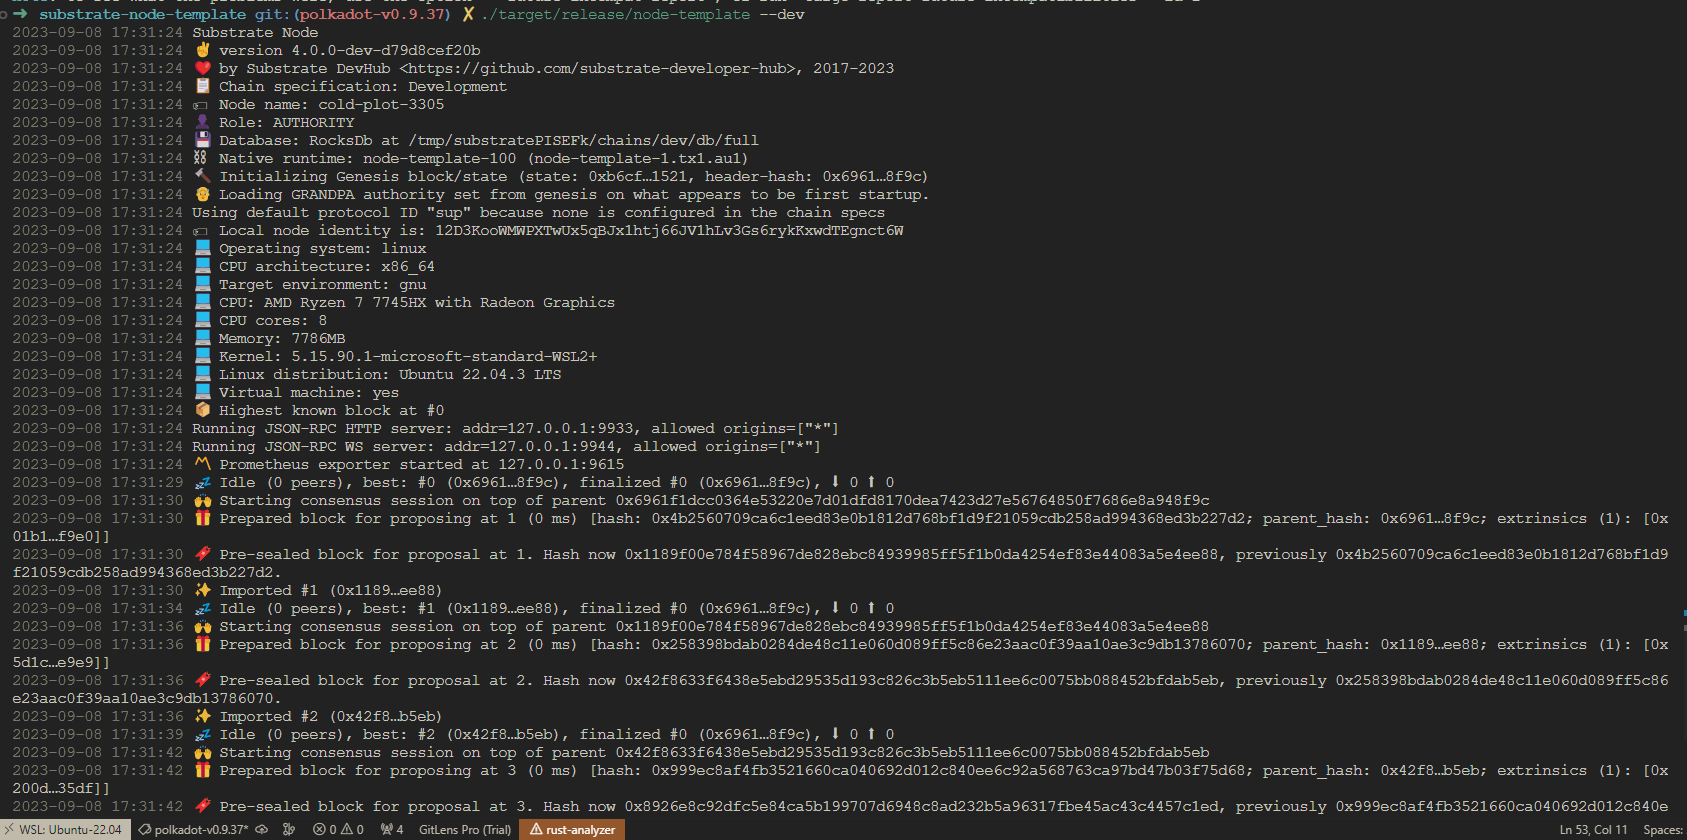 substrate-node-template git:(polkadot-v0.9.37) ✗ ./target/release/node-template --dev
2023-09-08 17:31:24 Substrate Node
2023-09-08 17:31:24 ✌️ version 4.0.0-dev-d79d8cef20b
2023-09-08 17:31:24 ❤️ by Substrate DevHub <https://github.com/substrate-developer-hub>, 2017-2023
2023-09-08 17:31:24 📋 Chain specification: Development
2023-09-08 17:31:24 🏷 Node name: cold-plot-3305
2023-09-08 17:31:24 👤 Role: AUTHORITY
2023-09-08 17:31:24 💾 Database: RocksDb at /tmp/substratePISEFk/chains/dev/db/full
2023-09-08 17:31:24 ⛓ Native runtime: node-template-100 (node-template-1.tx1.au1)
2023-09-08 17:31:24 🔨 Initializing Genesis block/state (state: 0xb6cf…1521, header-hash: 0x6961…8f9c)
2023-09-08 17:31:24 👴 Loading GRANDPA authority set from genesis on what appears to be first startup.
2023-09-08 17:31:24 Using default protocol ID "sup" because none is configured in the chain specs
2023-09-08 17:31:24 🏷 Local node identity is: 12D3KooWMWPXTwUx5qBJx1htj66JV1hLv3Gs6rykKxwdTEgnct6W
2023-09-08 17:31:24 💻 Operating system: linux
2023-09-08 17:31:24 💻 CPU architecture: x86_64
2023-09-08 17:31:24 💻 Target environment: gnu
2023-09-08 17:31:24 💻 CPU: AMD Ryzen 7 7745HX with Radeon Graphics
2023-09-08 17:31:24 💻 CPU cores: 8
2023-09-08 17:31:24 💻 Memory: 7786MB
2023-09-08 17:31:24 💻 Kernel: 5.15.90.1-microsoft-standard-WSL2+
2023-09-08 17:31:24 💻 Linux distribution: Ubuntu 22.04.3 LTS
2023-09-08 17:31:24 💻 Virtual machine: yes
2023-09-08 17:31:24 📦 Highest known block at #0
2023-09-08 17:31:24 Running JSON-RPC HTTP server: addr=127.0.0.1:9933, allowed origins=["*"]
2023-09-08 17:31:24 Running JSON-RPC WS server: addr=127.0.0.1:9944, allowed origins=["*"]
2023-09-08 17:31:24 〽️ Prometheus exporter started at 127.0.0.1:9615
2023-09-08 17:31:29 💤 Idle (0 peers), best: #0 (0x6961…8f9c), finalized #0 (0x6961…8f9c), ⬇ 0 ⬆ 0
2023-09-08 17:31:30 🙌 Starting consensus session on top of parent 0x6961f1dcc0364e53220e7d01dfd8170dea7423d27e56764850f7686e8a948f9c
2023-09-08 17:31:30 🎁 Prepared block for proposing at 1 (0 ms) [hash: 0x4b2560709ca6c1eed83e0b1812d768bf1d9f21059cdb258ad994368ed3b227d2; parent_hash: 0x6961…8f9c; extrinsics (1): [0x
01b1…f9e0]]
2023-09-08 17:31:30 🔖 Pre-sealed block for proposal at 1. Hash now 0x1189f00e784f58967de828ebc84939985ff5f1b0da4254ef83e44083a5e4ee88, previously 0x4b2560709ca6c1eed83e0b1812d768bf1d9
f21059cdb258ad994368ed3b227d2.
2023-09-08 17:31:30 ✨ Imported #1 (0x1189…ee88)
2023-09-08 17:31:34 💤 Idle (0 peers), best: #1 (0x1189…ee88), finalized #0 (0x6961…8f9c), ⬇ 0 ⬆ 0
2023-09-08 17:31:36 🙌 Starting consensus session on top of parent 0x1189f00e784f58967de828ebc84939985ff5f1b0da4254ef83e44083a5e4ee88
2023-09-08 17:31:36 🎁 Prepared block for proposing at 2 (0 ms) [hash: 0x258398bdab0284de48c11e060d089ff5c86e23aac0f39aa10ae3c9db13786070; parent_hash: 0x1189…ee88; extrinsics (1): [0x
5d1c…e9e9]]
2023-09-08 17:31:36 🔖 Pre-sealed block for proposal at 2. Hash now 0x42f8633f6438e5ebd29535d193c826c3b5eb5111ee6c0075bb088452bfdab5eb, previously 0x258398bdab0284de48c11e060d089ff5c86
e23aac0f39aa10ae3c9db13786070.
2023-09-08 17:31:36 ✨ Imported #2 (0x42f8…b5eb)
2023-09-08 17:31:39 💤 Idle (0 peers), best: #2 (0x42f8…b5eb), finalized #0 (0x6961…8f9c), ⬇ 0 ⬆ 0
2023-09-08 17:31:42 🙌 Starting consensus session on top of parent 0x42f8633f6438e5ebd29535d193c826c3b5eb5111ee6c0075bb088452bfdab5eb
2023-09-08 17:31:42 🎁 Prepared block for proposing at 3 (0 ms) [hash: 0x999ec8af4fb3521660ca040692d012c840ee6c92a568763ca97bd47b03f75d68; parent_hash: 0x42f8…b5eb; extrinsics (1): [0x
200d…35df]]
2023-09-08 17:31:42 🔖 Pre-sealed block for proposal at 3. Hash now 0x8926e8c92dfc5e84ca5b199707d6948c8ad232b5a96317fbe45ac43c4457c1ed, previously 0x999ec8af4fb3521660ca040692d012c840e
WSL: Ubuntu-22.04 polkadot-v0.9.37* 0 0 4 GitLens Pro (Trial) rust-analyzer Ln 53, Col 11 Spaces: